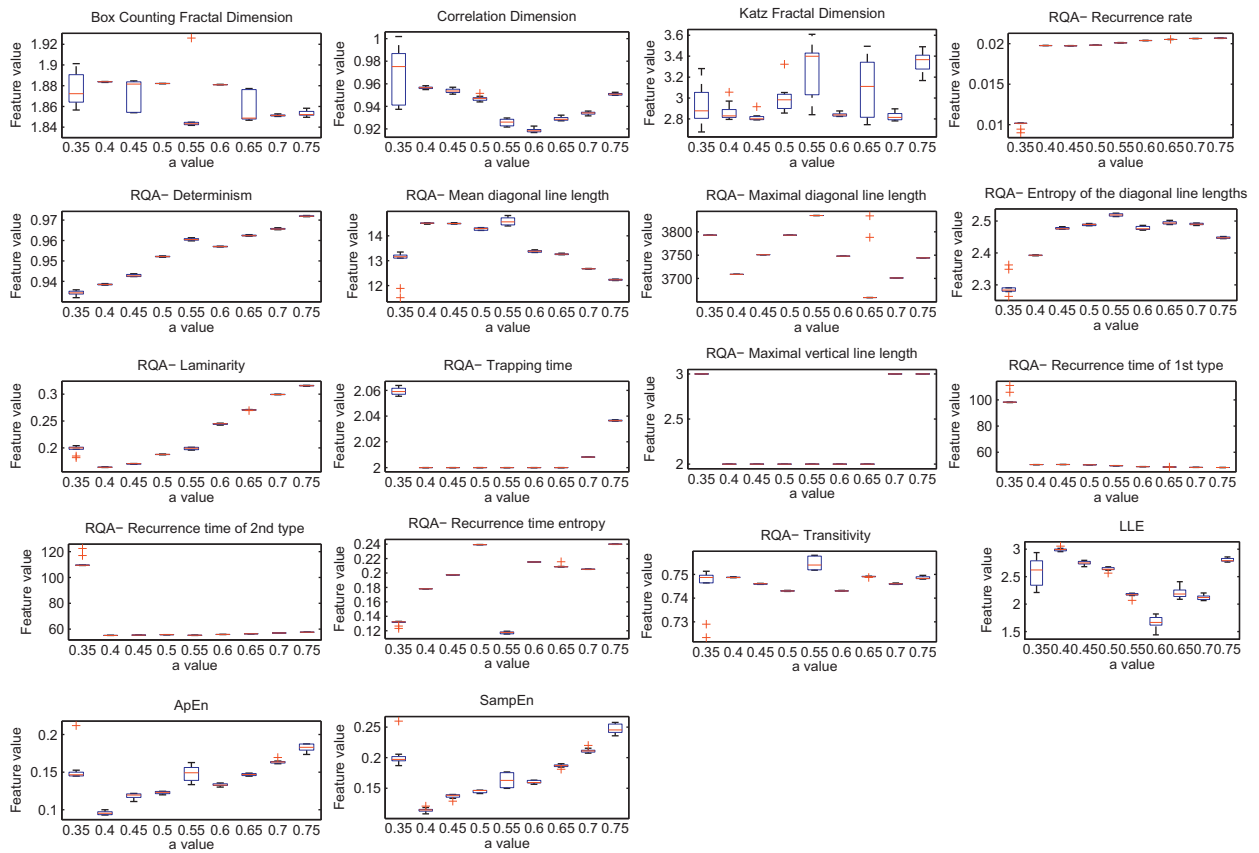 Box Counting Fractal Dimension
Feature value
1.92
1.9
1.88
1.86
1.84
0.35 0.4 0.45 0.5 0.55 0.6 0.65 0.7 0.75
a value
Correlation Dimension
Feature value
1
0.98
0.96
0.94
0.92
0.35 0.4 0.45 0.5 0.55 0.6 0.65 0.7 0.75
a value
Katz Fractal Dimension
Feature value
3.6
3.4
3.2
3
2.8
0.35 0.4 0.45 0.5 0.55 0.6 0.65 0.7 0.75
a value
RQA− Recurrence rate
Feature value
0.02
0.015
0.01
0.35 0.4 0.45 0.5 0.55 0.6 0.65 0.7 0.75
a value
RQA− Determinism
Feature value
0.97
0.96
0.95
0.94
0.35 0.4 0.45 0.5 0.55 0.6 0.65 0.7 0.75
a value
RQA− Mean diagonal line length
Feature value
14
13
12
0.35 0.4 0.45 0.5 0.55 0.6 0.65 0.7 0.75
a value
RQA− Maximal diagonal line length
Feature value
3800
3750
3700
0.35 0.4 0.45 0.5 0.55 0.6 0.65 0.7 0.75
a value
RQA− Entropy of the diagonal line lengths
Feature value
2.5
2.4
2.3
0.35 0.4 0.45 0.5 0.55 0.6 0.65 0.7 0.75
a value
RQA− Laminarity
Feature value
0.3
0.2
0.35 0.4 0.45 0.5 0.55 0.6 0.65 0.7 0.75
a value
RQA− Trapping time
Feature value
2.06
2.04
2.02
2
0.35 0.4 0.45 0.5 0.55 0.6 0.65 0.7 0.75
a value
RQA− Maximal vertical line length
Feature value
3
2.5
2
0.35 0.4 0.45 0.5 0.55 0.6 0.65 0.7 0.75
a value
RQA− Recurrence time of 1st type
Feature value
100
80
60
0.35 0.4 0.45 0.5 0.55 0.6 0.65 0.7 0.75
a value
RQA− Recurrence time of 2nd type
Feature value
120
100
80
60
0.35 0.4 0.45 0.5 0.55 0.6 0.65 0.7 0.75
a value
RQA− Recurrence time entropy
Feature value
0.24
0.22
0.2
0.18
0.16
0.14
0.12
0.35 0.4 0.45 0.5 0.55 0.6 0.65 0.7 0.75
a value
RQA− Transitivity
Feature value
0.75
0.74
0.73
0.35 0.4 0.45 0.5 0.55 0.6 0.65 0.7 0.75
a value
LLE
Feature value
3
2.5
2
1.5
0.35 0.4 0.45 0.5 0.55 0.6 0.65 0.7 0.75
a value
ApEn
Feature value
0.2
0.15
0.1
0.35 0.4 0.45 0.5 0.55 0.6 0.65 0.7 0.75
a value
SampEn
Feature value
0.25
0.2
0.15
0.35 0.4 0.45 0.5 0.55 0.6 0.65 0.7 0.75
a value